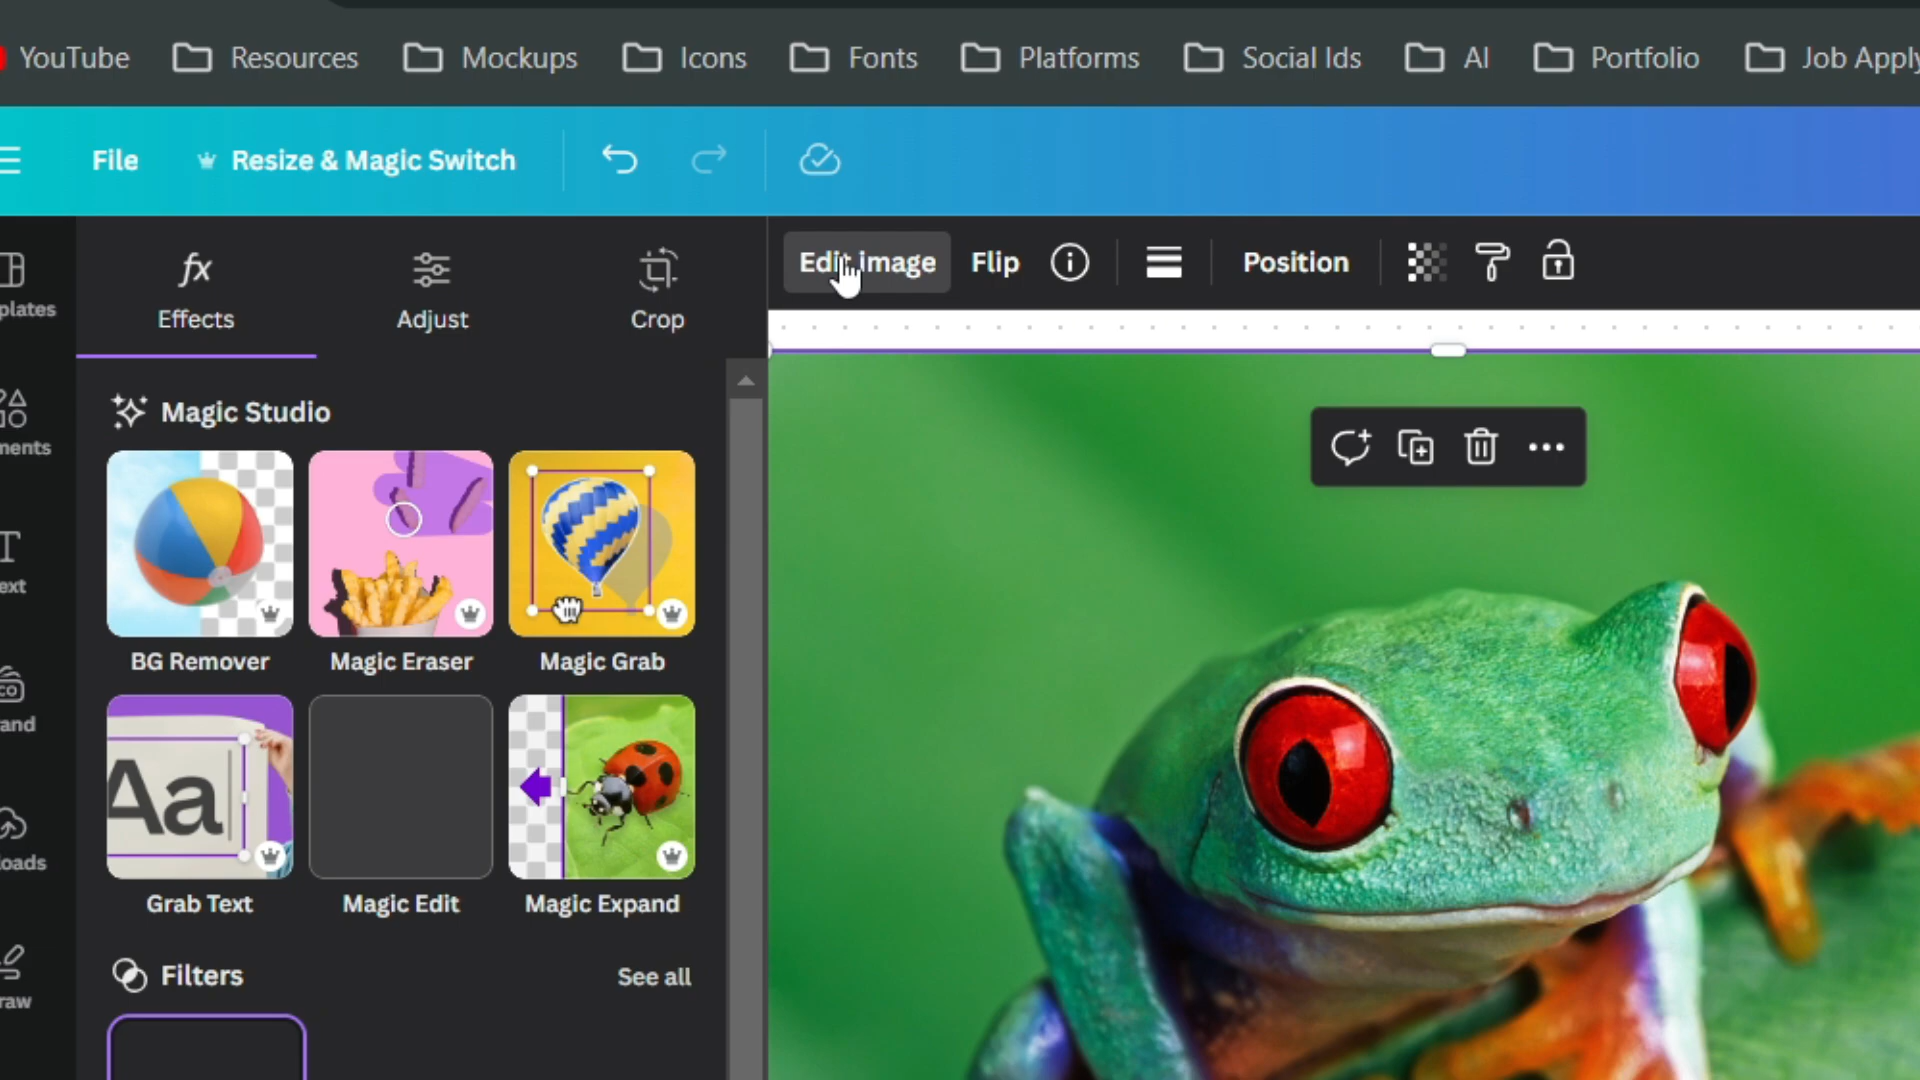 YouTube Resources Mockups Icons Fonts Platforms Social Ids AI Portfolio Job Apply
File Resize & Magic Switch
Edit image Flip Position
Effects Adjust Crop
plates
Magic Studio
ments
BG Remover Magic Eraser Magic Grab
ext
and
Aa
CO
Grab Text Magic Edit Magic Expand
oads
Filters See all
raw